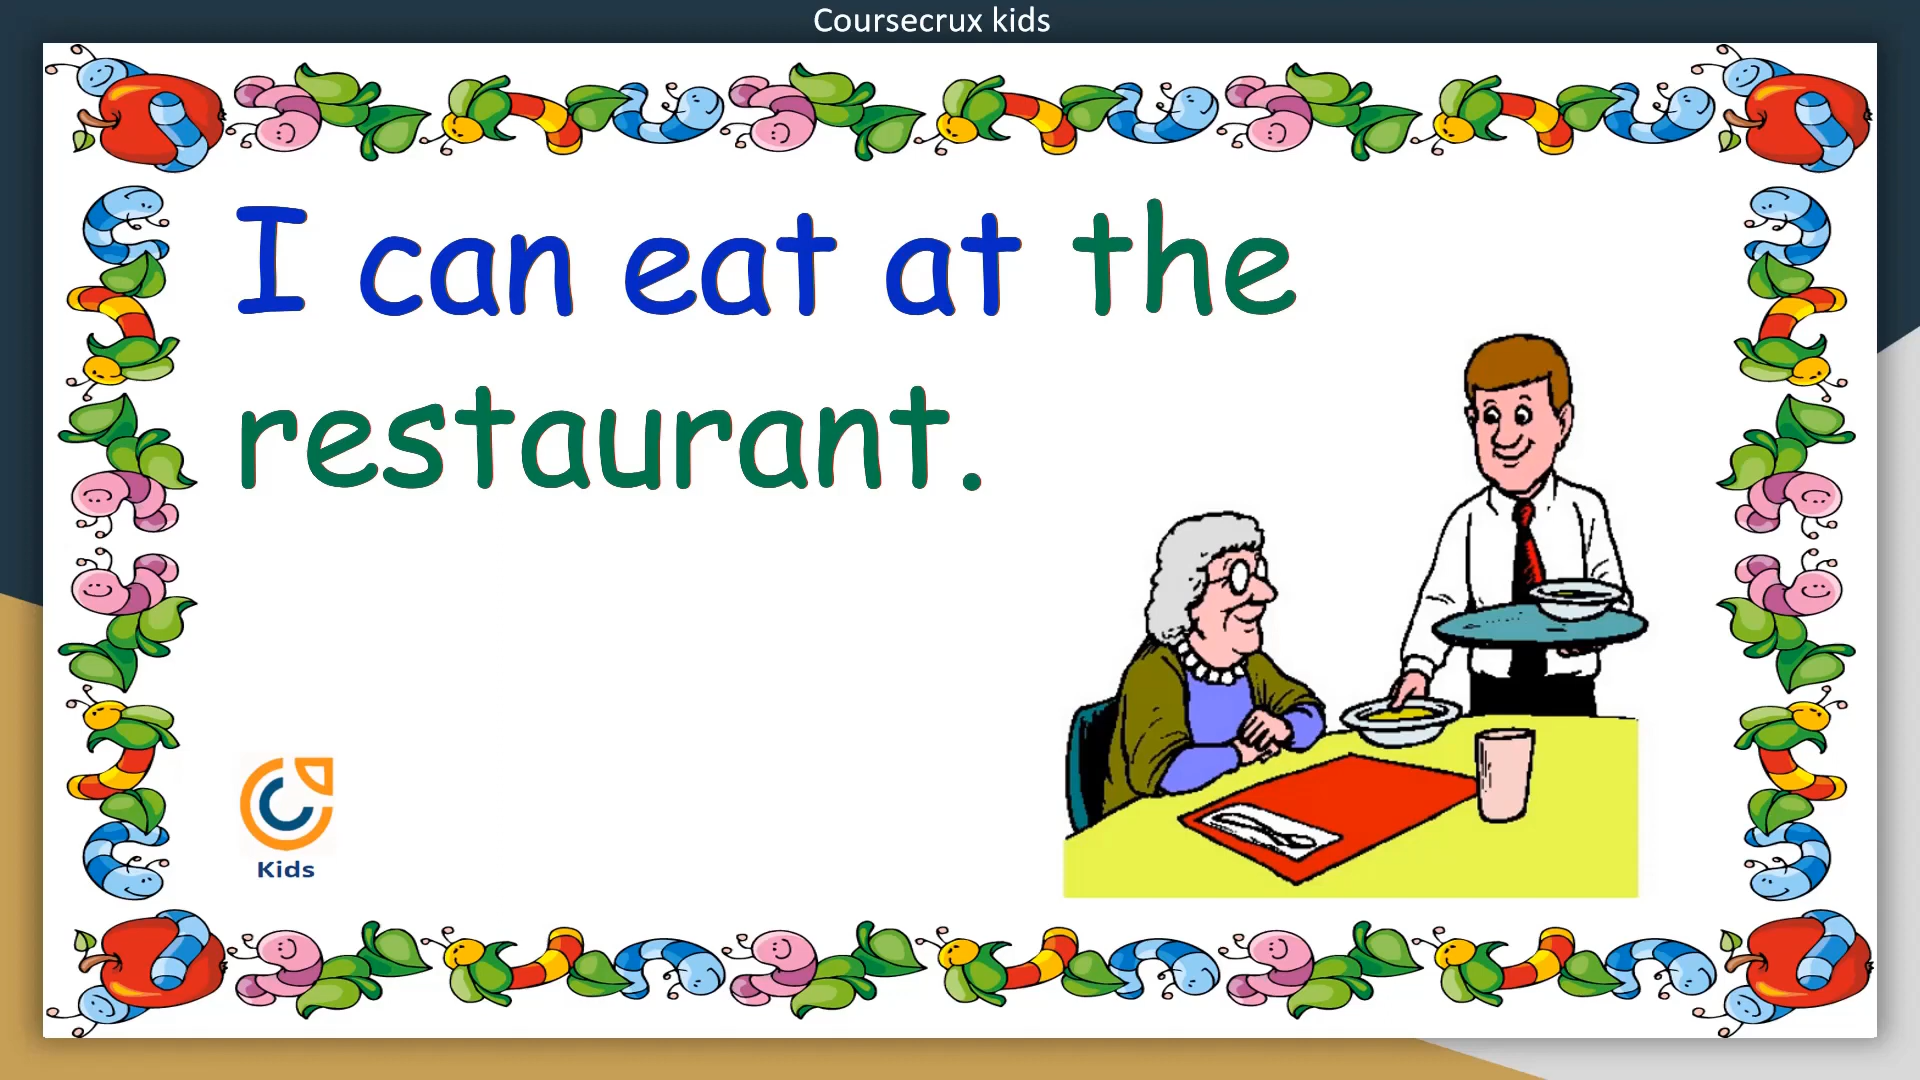 Coursecrux kids
I can eat at the
restaurant.
Kids